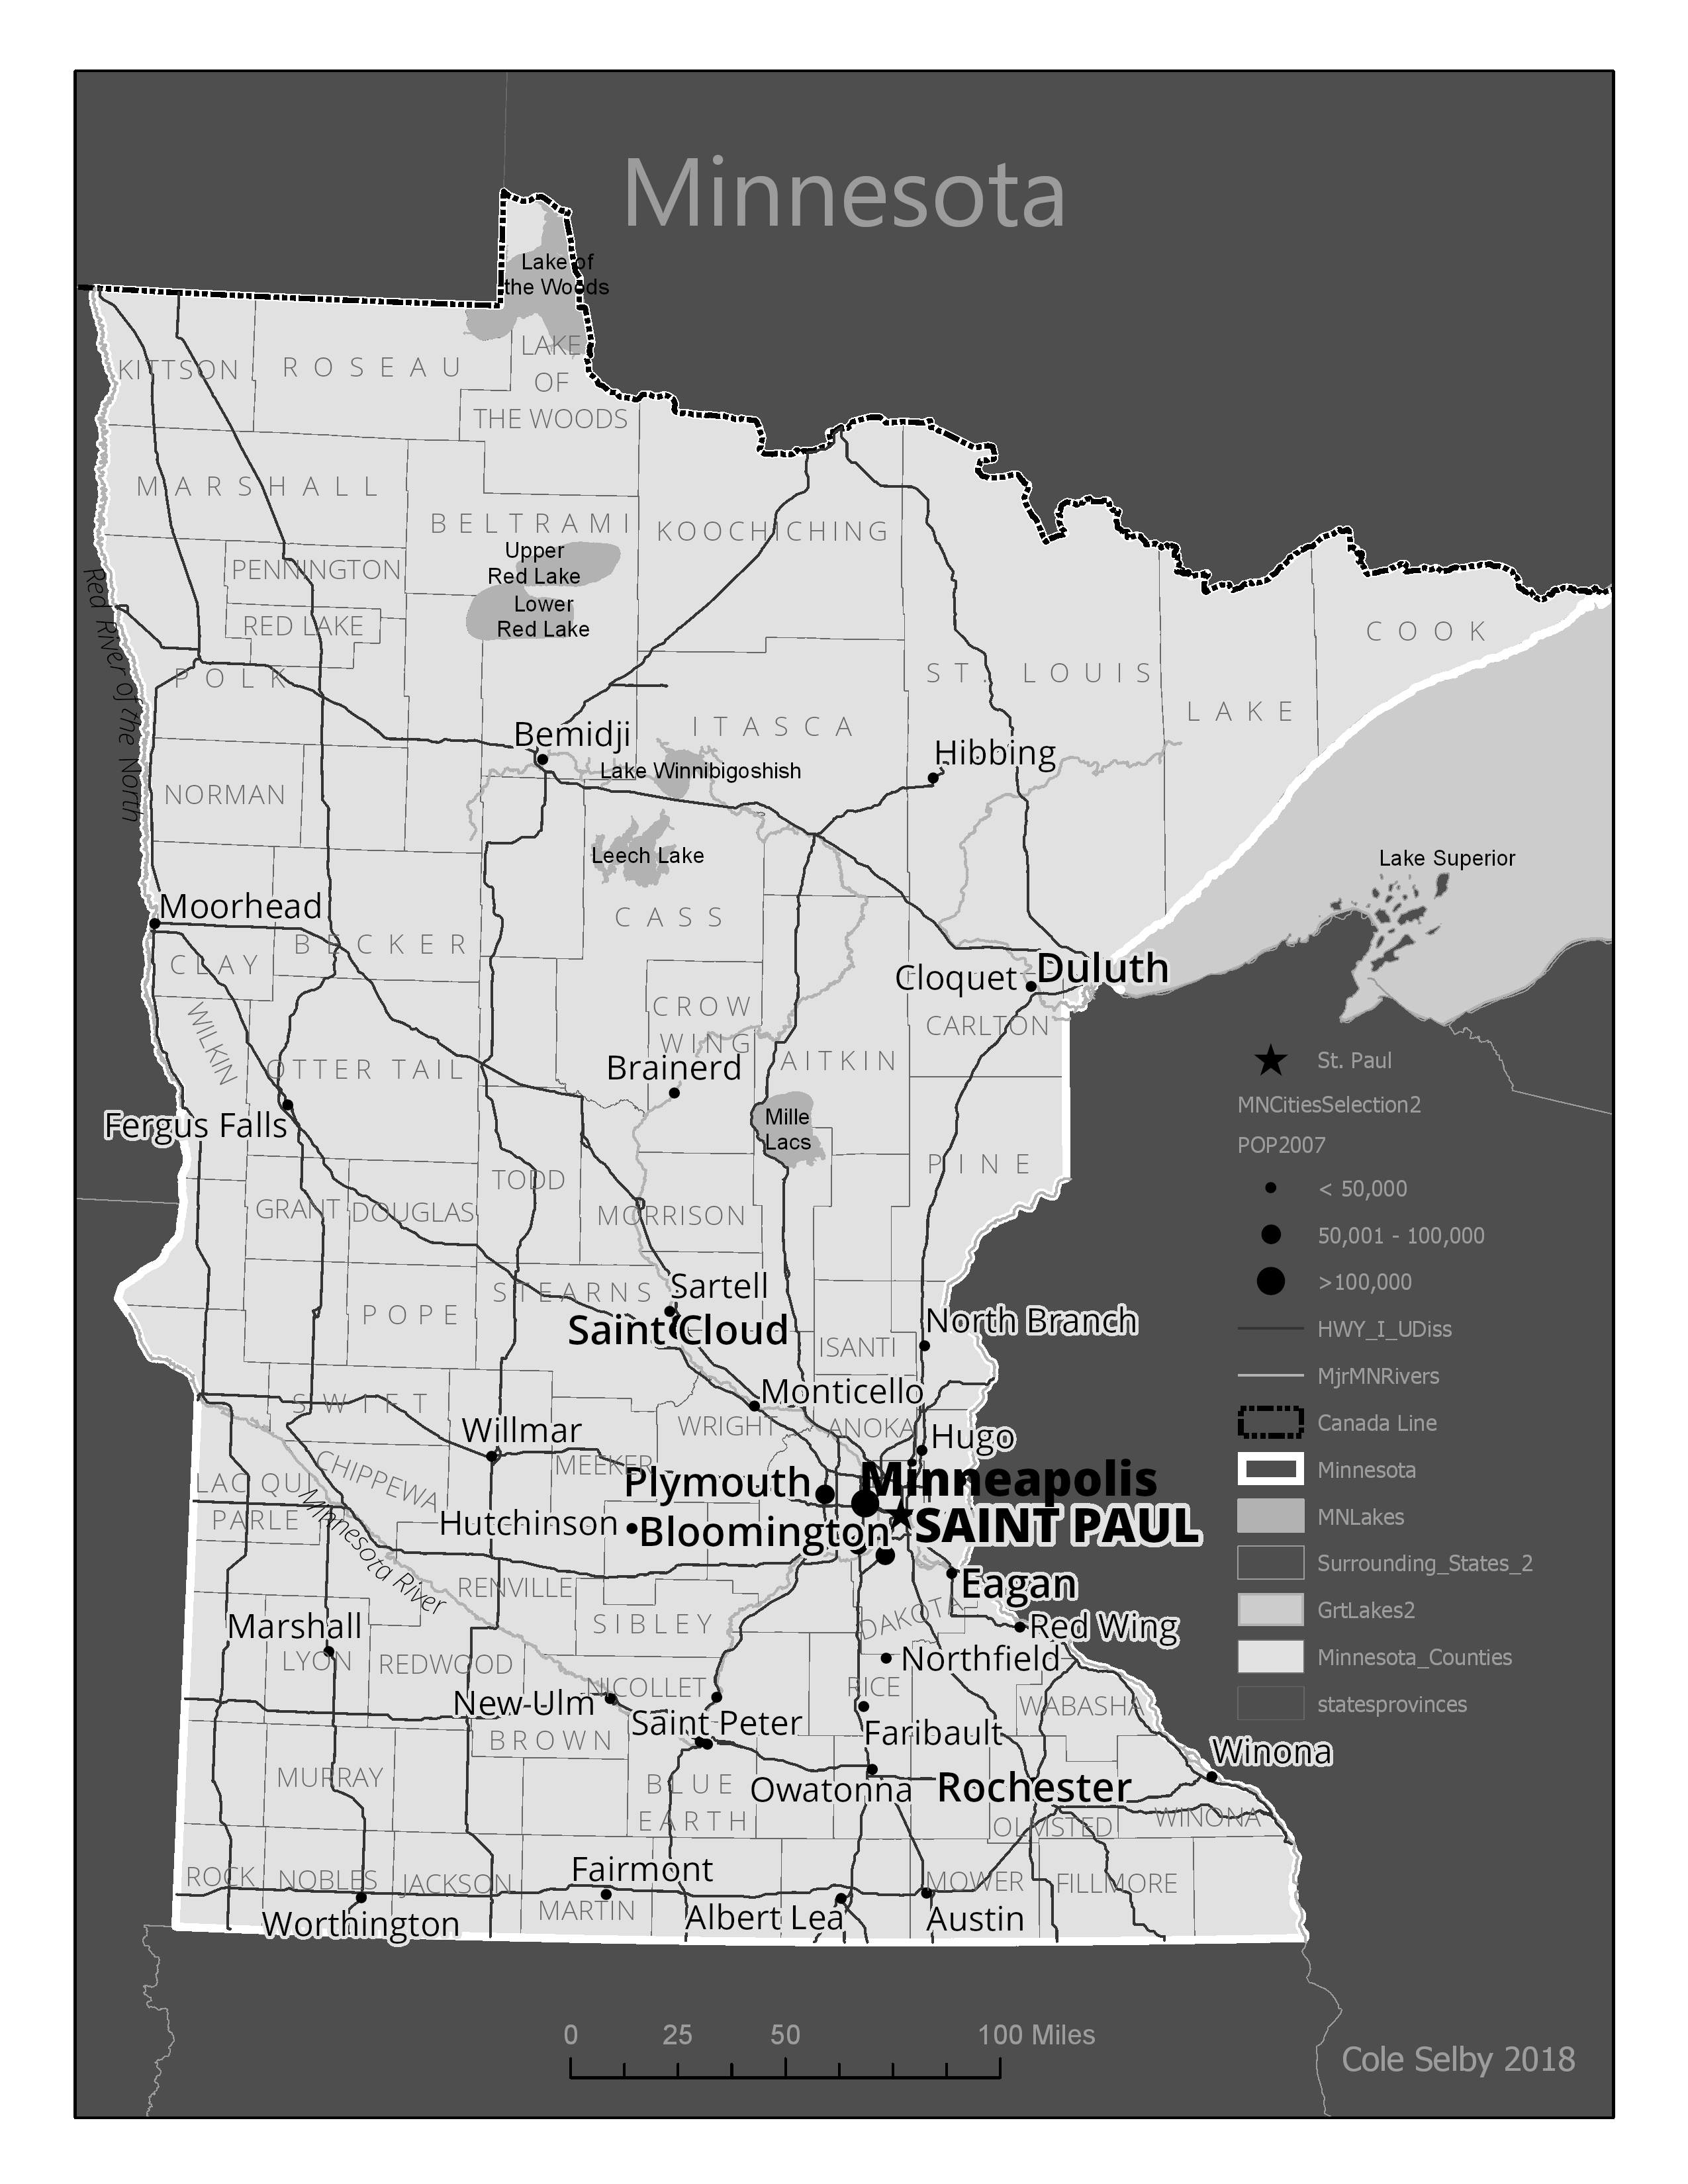 Minnesota
Lake of
the Woods
KITTSON
ROSEAU
LAKE
OF
THE WOODS
MARSHALL
BELTRAMI
KOOCHICHING
Upper
Red Lake
PENNINGTON
Lower
Red Lake
RED LAKE
Red River of the North
COOK
POLK
ST. LOUIS
LAKE
ITASCA
Bemidji
Hibbing
Lake Winnibigoshish
NORMAN
Leech Lake
Lake Superior
Moorhead
CASS
BECKER
CLAY
Duluth
Cloquet
CROW
WING
CARLTON
WILKIN
OTTER TAIL
AITKIN
Brainerd
Fergus Falls
Mille
Lacs
PINE
TODD
GRANT
DOUGLAS
MORRISON
Sartell
STEARNS
POPE
Saint Cloud
North Branch
ISANTI
Monticello
SWIFT
WRIGHT
ANOKA
Willmar
Hugo
MEEKER
CHIPPEWA
LAC QUI
PARLE
Plymouth
Minneapolis
Minnesota River
Hutchinson
Bloomington
SAINT PAUL
RENVILLE
Eagan
DAKOTA
SIBLEY
Marshall
Red Wing
LYON
REDWOOD
Northfield
NICOLLET
RICE
New Ulm
WABASHA
Saint Peter
Faribault
BROWN
Winona
MURRAY
BLUE
EARTH
Owatonna
Rochester
WINONA
OLMSTED
Fairmont
ROCK
NOBLES
JACKSON
MOWER
FILLMORE
MARTIN
Worthington
Albert Lea
Austin
St. Paul
MNCitiesSelection2
POP2007
< 50,000
50,001 - 100,000
>100,000
HWY_I_UDiss
MjrMNRivers
Canada Line
Minnesota
MNLakes
Surrounding_States_2
GrtLakes2
Minnesota_Counties
statesprovinces
0 25 50 100 Miles
Cole Selby 2018